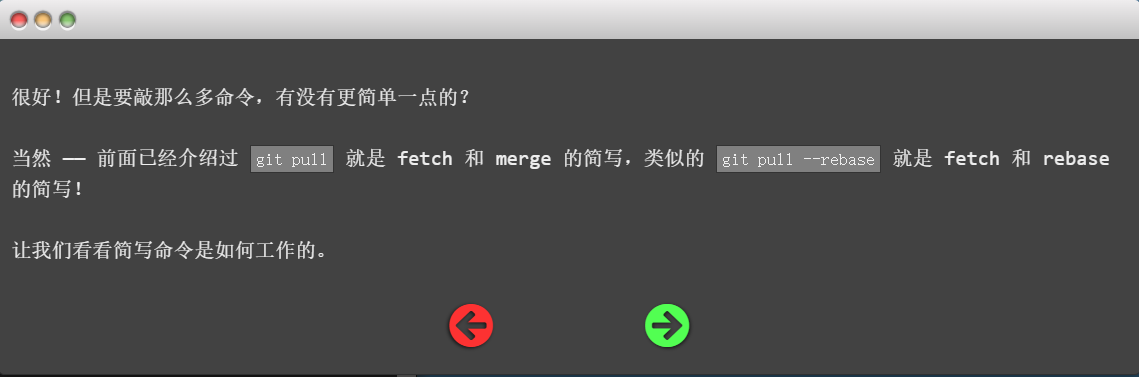 很好！但是要敲那么多命令，有没有更简单一点的？
当然 —— 前面已经介绍过 git pull 就是 fetch 和 merge 的简写，类似的 git pull --rebase 就是 fetch 和 rebase
的简写！
让我们看看简写命令是如何工作的。